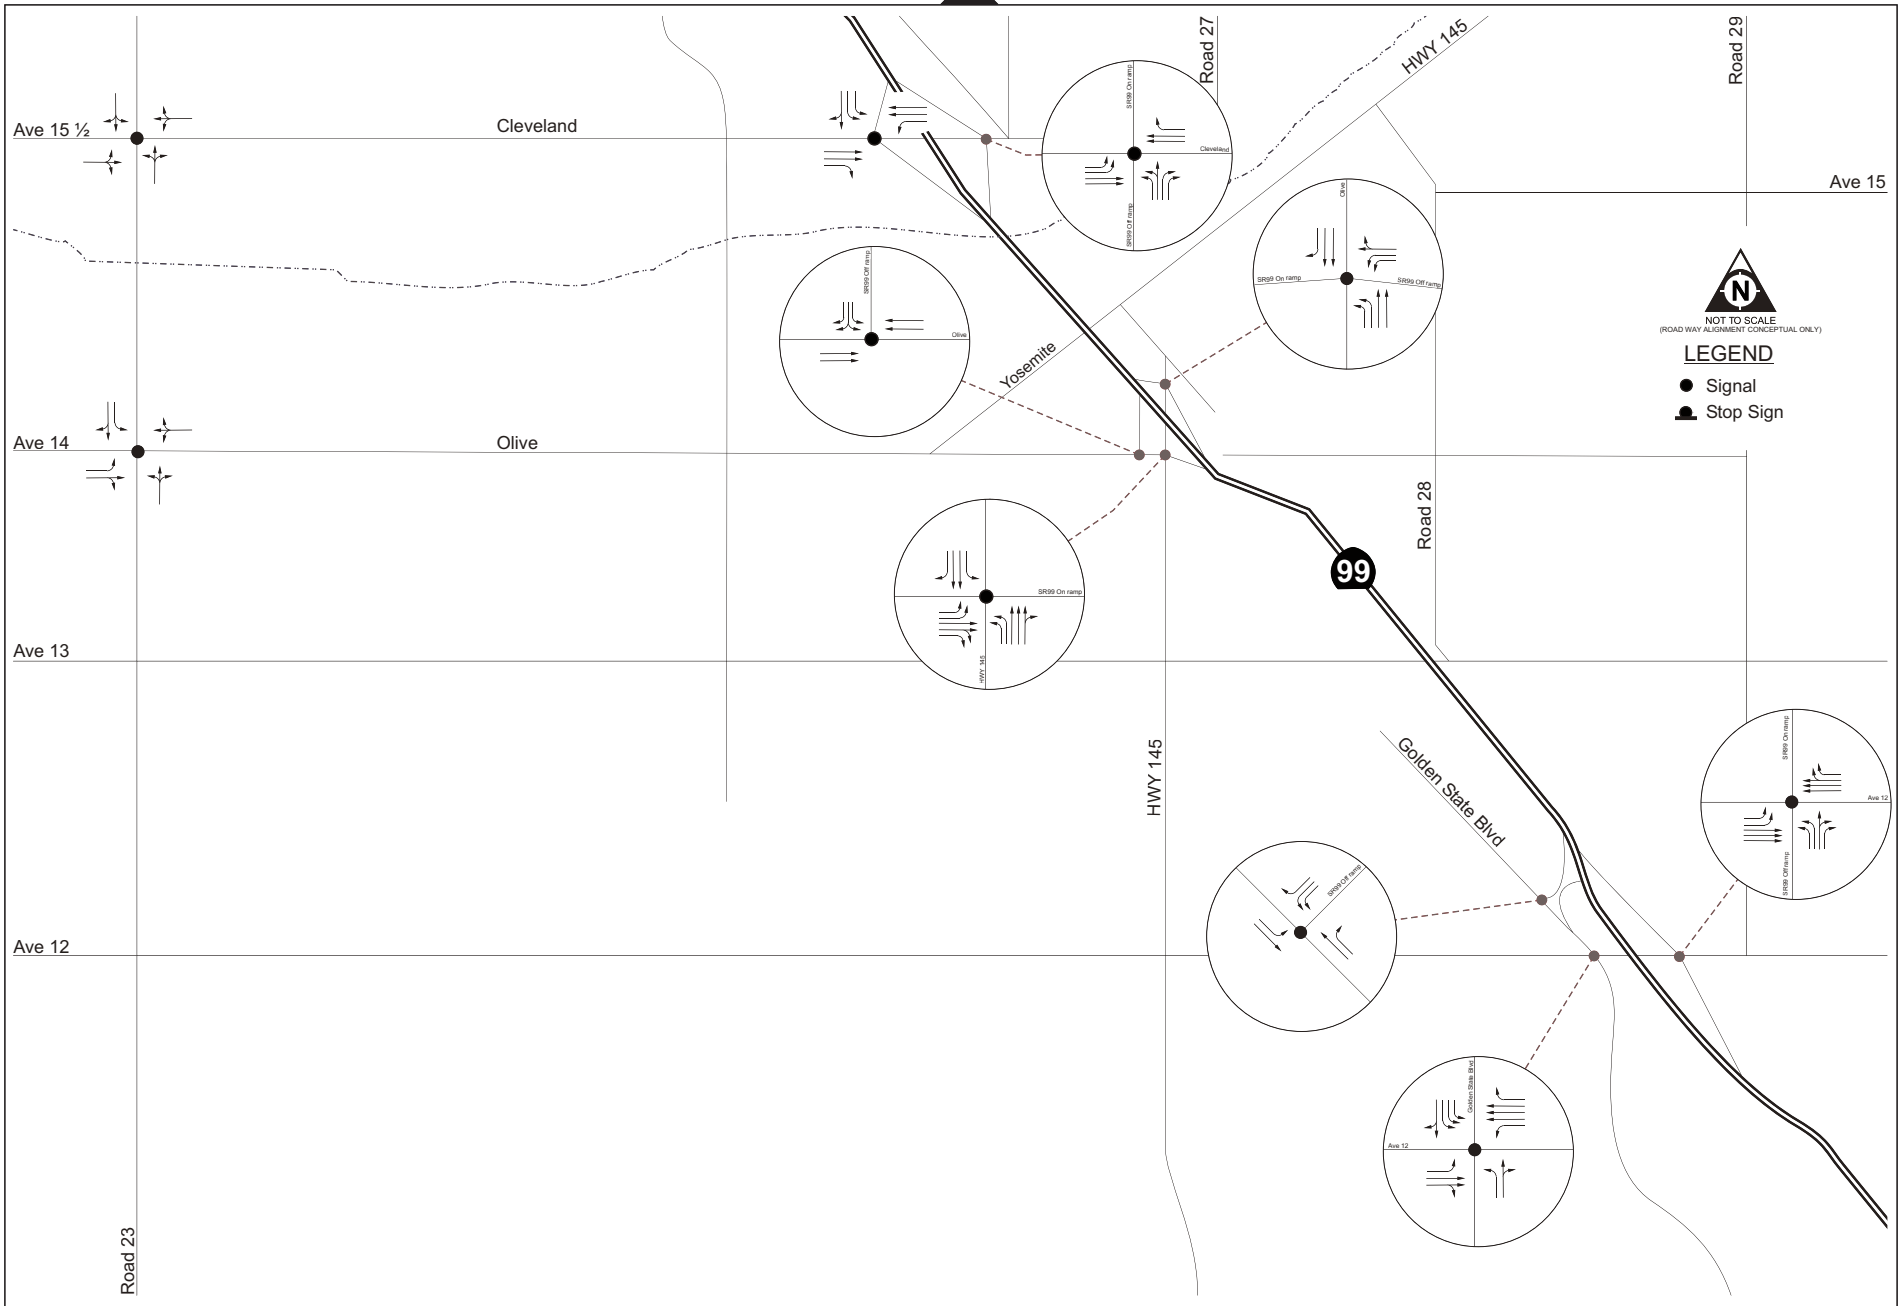 Road 27
HWY 145
Road 29
Ave 15 ½
Cleveland
SR99 On ramp
Cleveland
SR99 Off ramp
Ave 15
Olive
SR99 On ramp
SR99 Off ramp
SR99 Off ramp
Olive
Yosemite
N
NOT TO SCALE
(ROAD WAY ALIGNMENT CONCEPTUAL ONLY)
LEGEND
Signal
Stop Sign
Ave 14
Olive
Road 28
99
SR99 On ramp
HWY 145
Ave 13
HWY 145
Golden State Blvd
SR99 On ramp
Ave 12
SR99 Off ramp
SR99 Off ramp
Ave 12
Golden State Blvd
Ave 12
Road 23